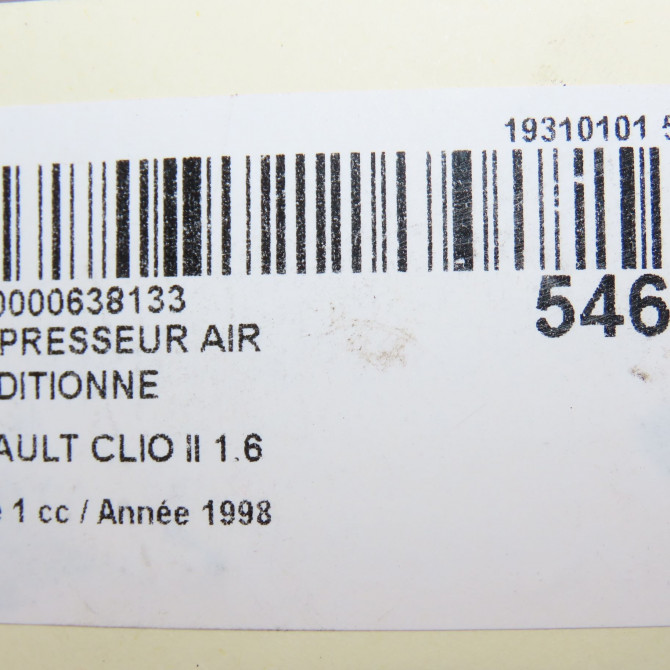 19310101 5
0000638133
546
PRESSEUR AIR
DITIONNE
AULT CLIO II 1.6
1 cc / Année 1998